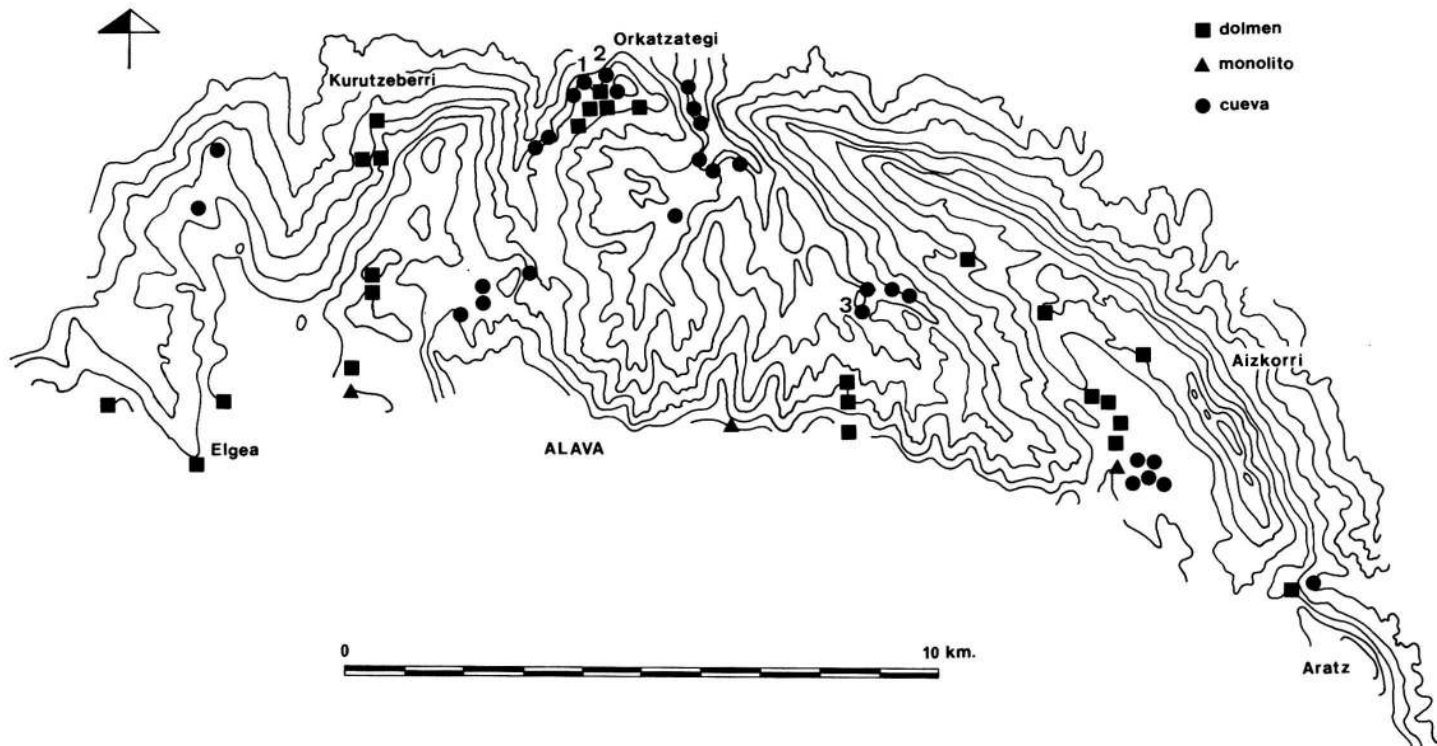 Orkatzategi
dolmen
monolito
cueva
1 2
Kurutzeberri
3
Aizkorri
Elgea
ALAVA
0 10 km.
Aratz